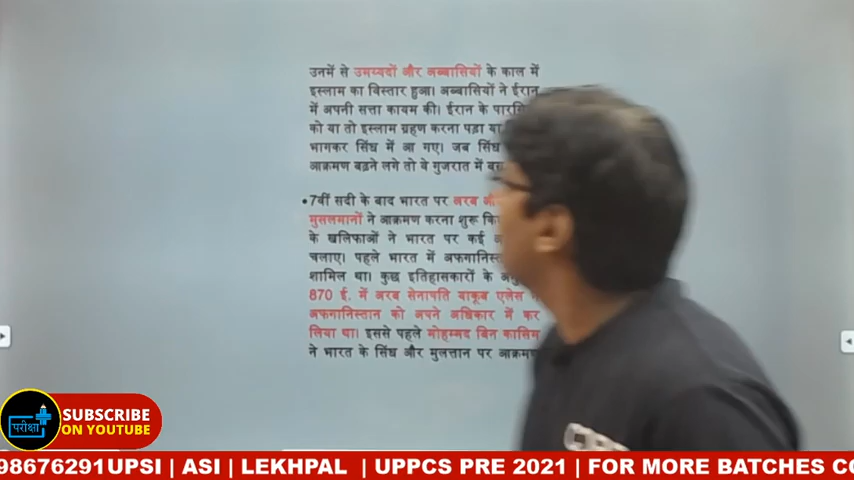 उनमें से उमय्यदों और अब्बासियों के काल में
इस्लाम का विस्तार हुआ। अब्बासियों ने ईरान
में अपनी सत्ता कायम की। ईरान के
को या तो इस्लाम ग्रहण करना पड़ा या
भागकर सिंध में आ गए। जब सिंध
आक्रमण बढ़ने लगे तो वे गुजरात में
•7वीं सदी के बाद भारत पर अरब
मुसलमानों ने आक्रमण करना शुरू
के खलिफाओं ने भारत पर कई
चलाए। पहले भारत में
शामिल था। कुछ इतिहासकारों के
870 ई. में अरब सेनापति याकूब एलेस
अफगानिस्तान को अपने अधिकार में कर
लिया था। इससे पहले मोहम्मद बिन कासिम
ने भारत के सिंध और मुलत्तान पर आक्रमण
परीक्षा
SUBSCRIBE
ON YOUTUBE
98676291UPSI | ASI | LEKHPAL | UPPCS PRE 2021 | FOR MORE BATCHES CO